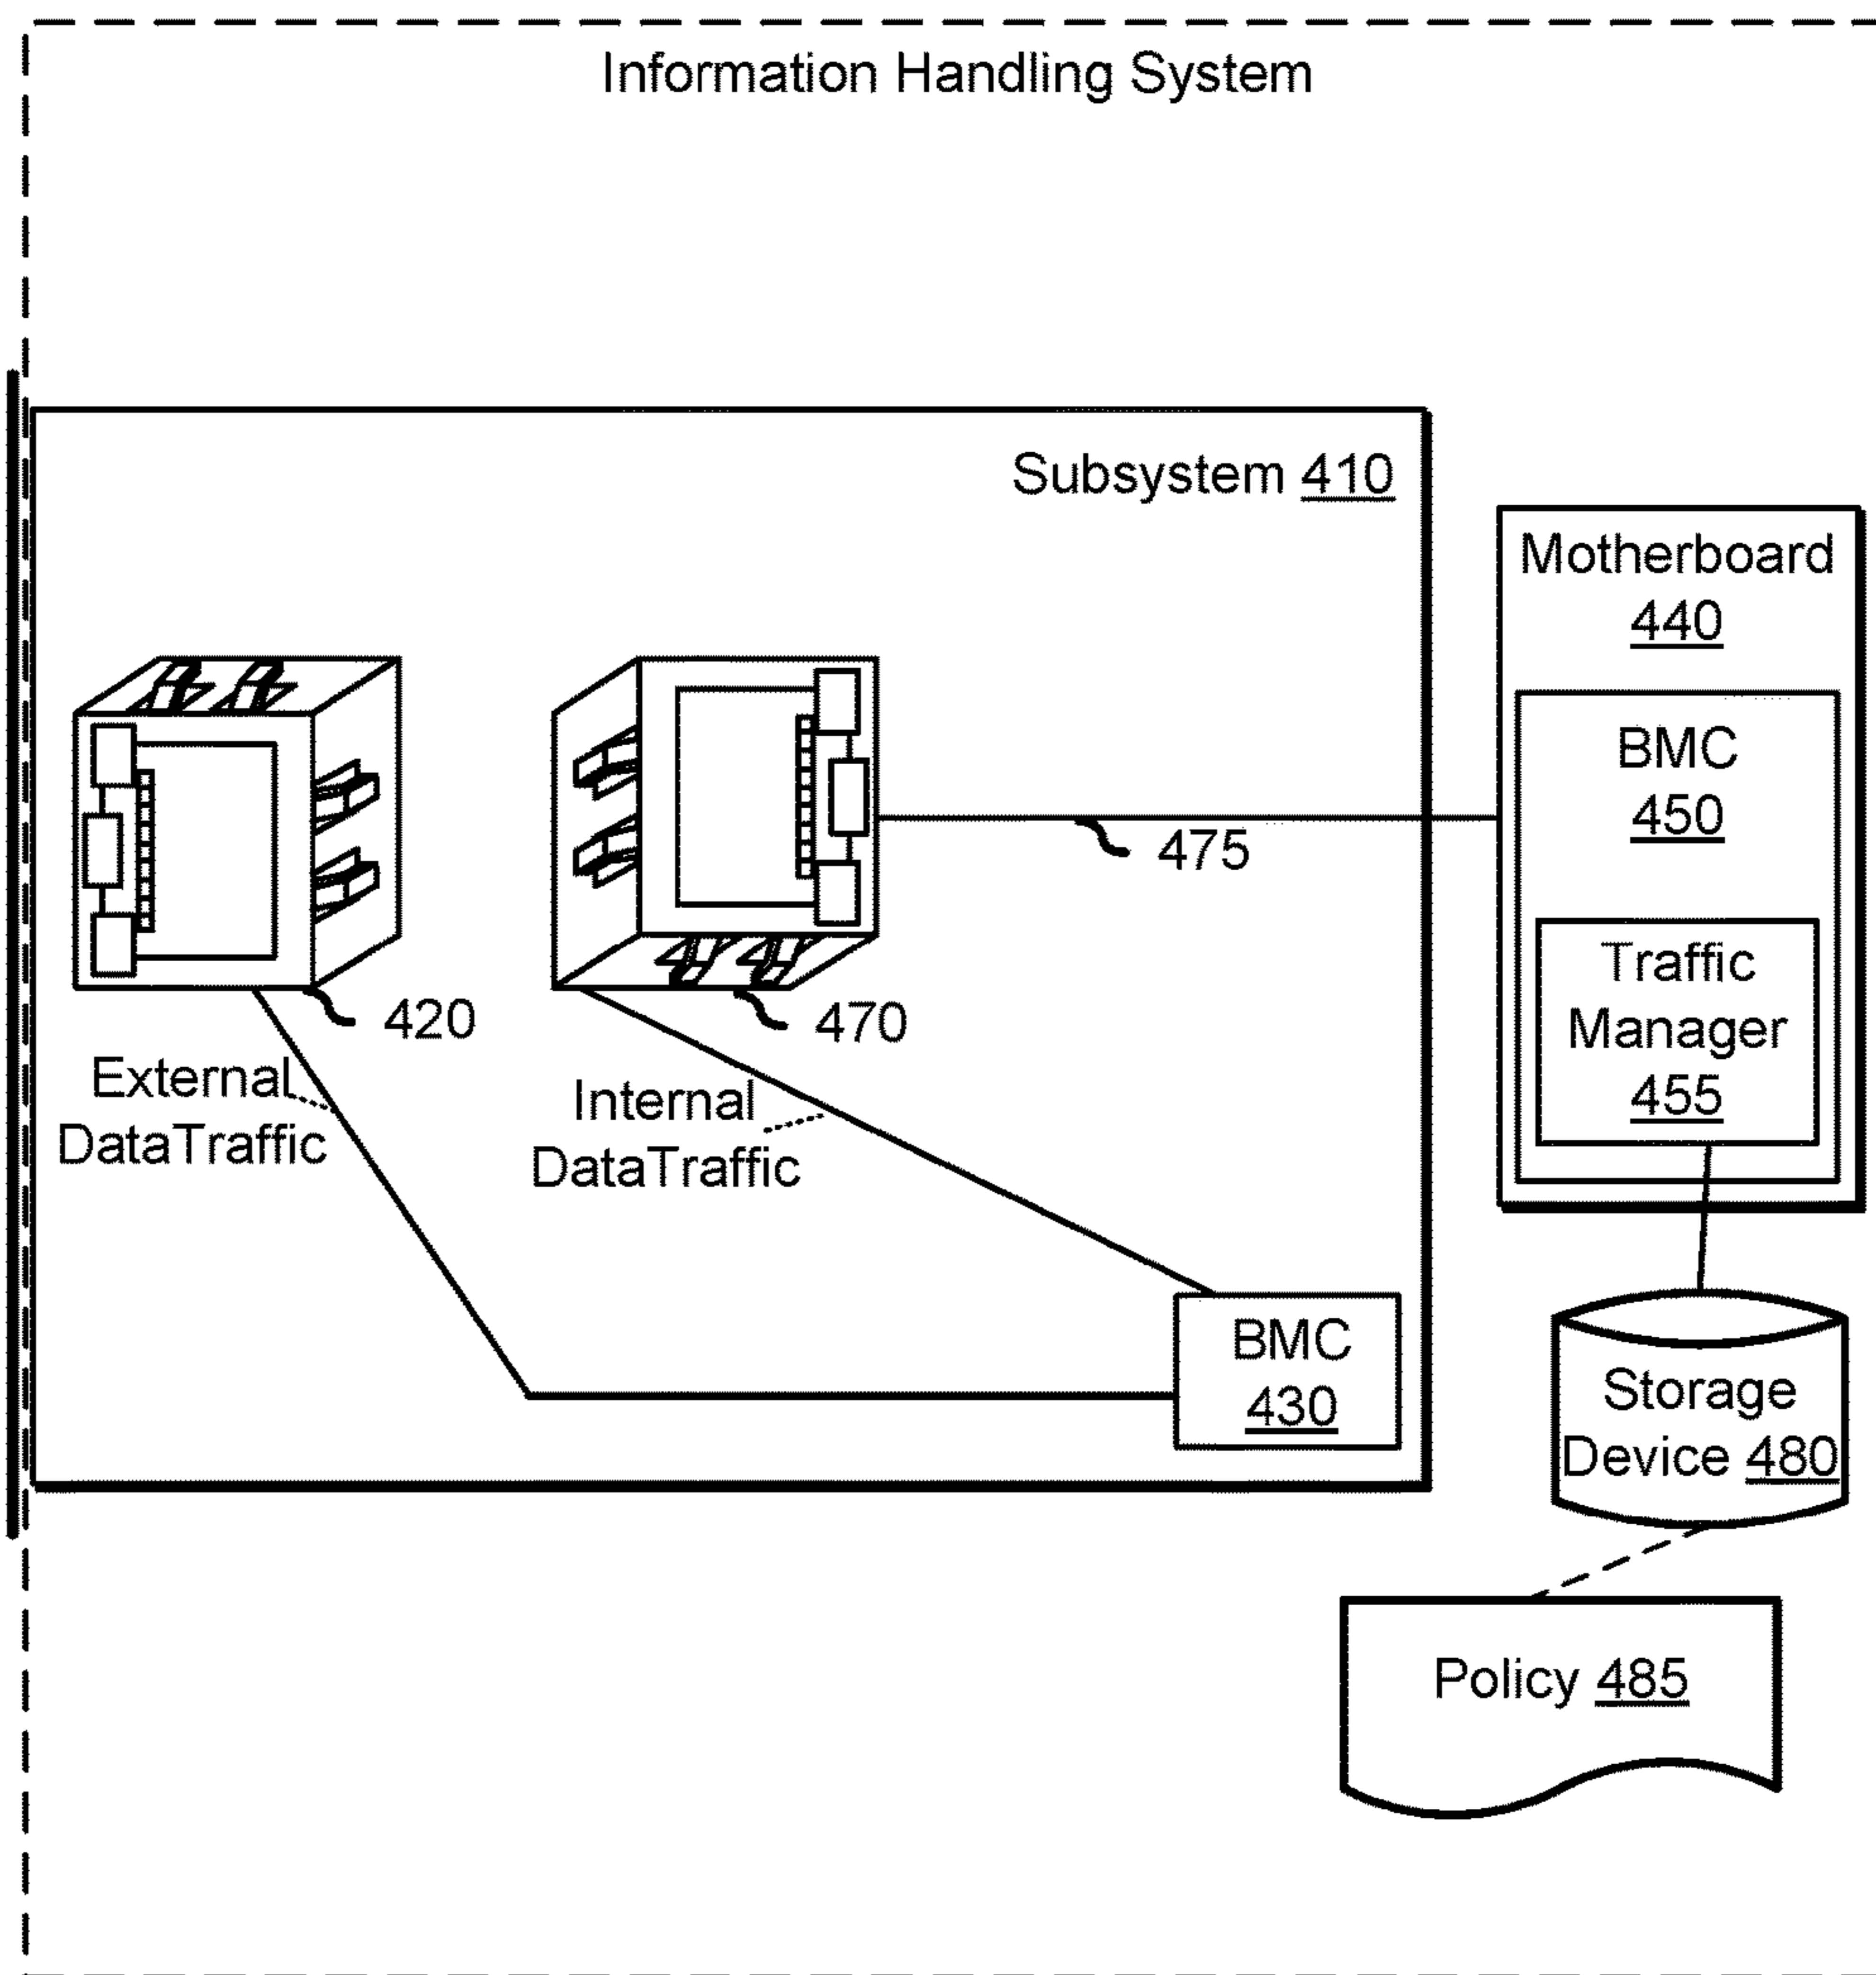 Information Handling System
Subsystem 410
Motherboard
440
BMC
450
475
Traffic
Manager
455
420
470
External
DataTraffic
Internal
DataTraffic
BMC
430
Storage
Device 480
Policy 485